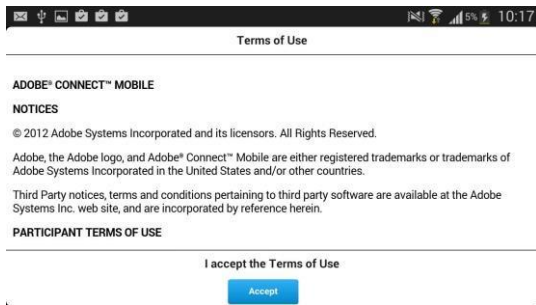 5% 10:17
Terms of Use
ADOBE® CONNECT™ MOBILE
NOTICES
© 2012 Adobe Systems Incorporated and its licensors. All Rights Reserved.
Adobe, the Adobe logo, and Adobe® Connect™ Mobile are either registered trademarks or trademarks of
Adobe Systems Incorporated in the United States and/or other countries.
Third Party notices, terms and conditions pertaining to third party software are available at the Adobe
Systems Inc. web site, and are incorporated by reference herein.
PARTICIPANT TERMS OF USE
I accept the Terms of Use
Accept